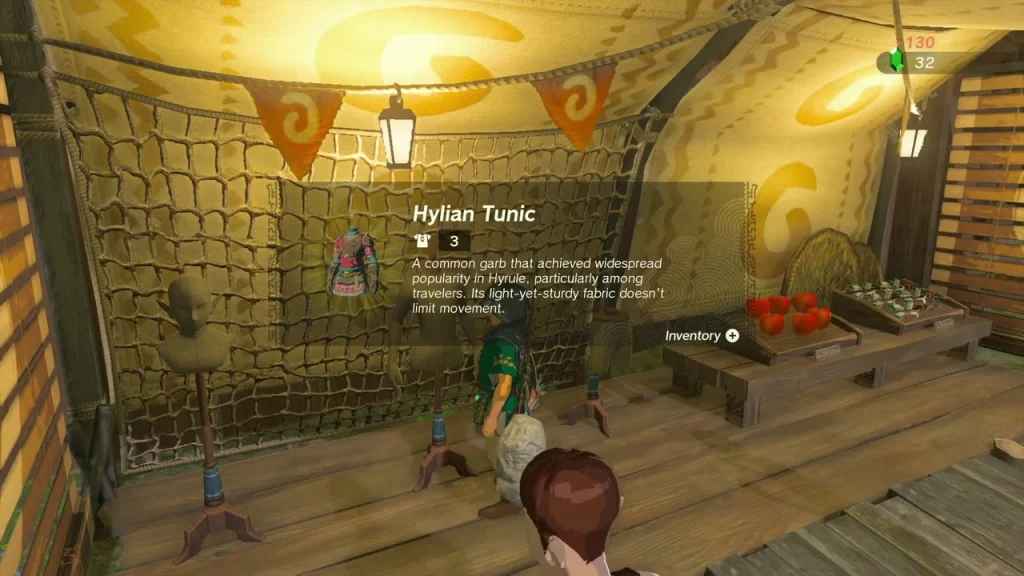 130
32
Hylian Tunic
3
A common garb that achieved widespread
popularity in Hyrule, particularly among
travelers. Its light-yet-sturdy fabric doesn't
limit movement.
Inventory